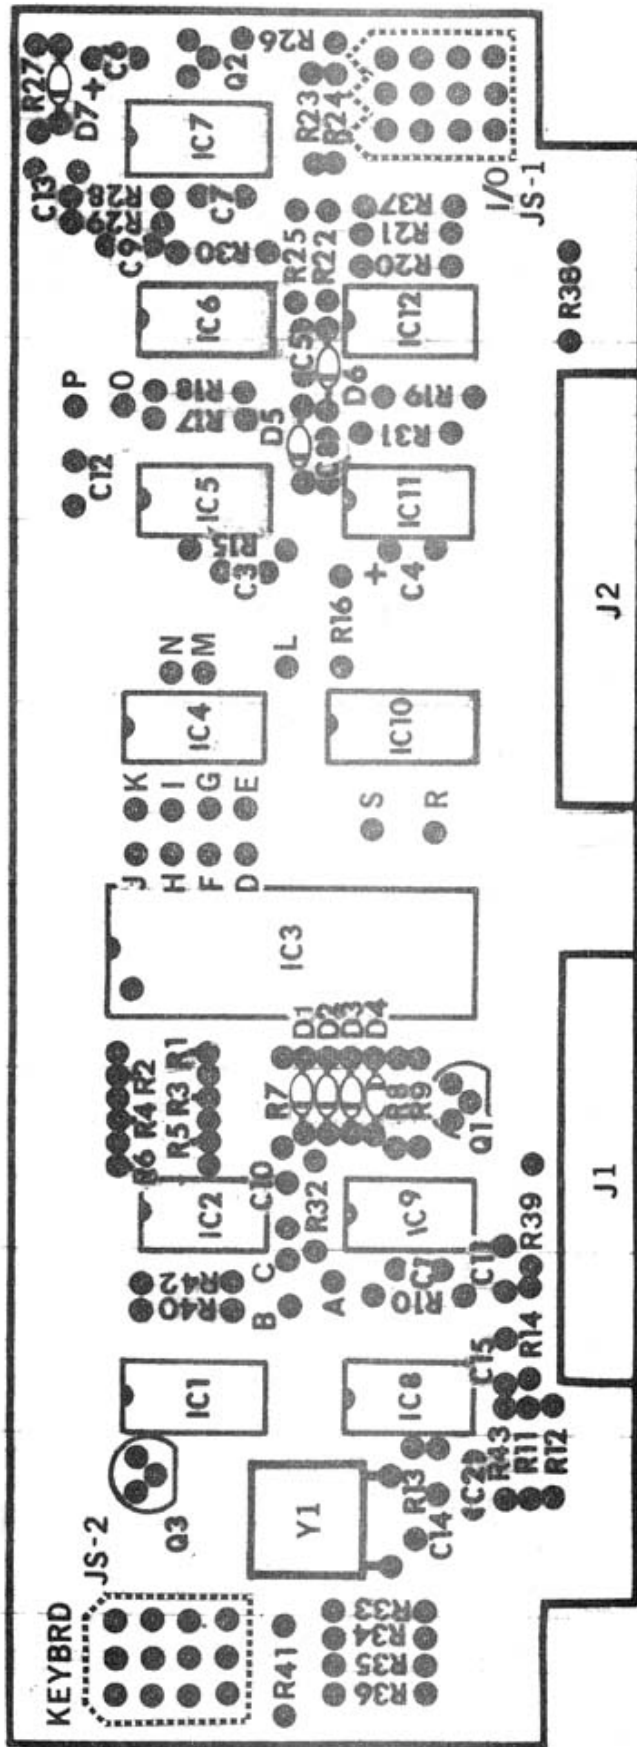 KEYBRD
JS-2
Q3
R41
R33
R34
R35
R36
Y1
R13
C14
C2
R43
R11
R12
IC1
IC8
C15
R14
R40
R42
B
A
C
R10
C11
R39
IC2
IC9
C10
R32
R6
R4
R2
R5
R3
R1
R7
D1
D2
D3
D4
R8
R9
Q1
J1
IC3
J
K
H
I
F
G
D
E
S
R
IC4
IC10
N
M
L
R16
C3
R15
+
C4
IC5
IC11
J2
C12
P
O
R17
R18
D5
C8
D6
R31
R19
IC6
IC12
R30
R25
R22
R20
R21
R37
R38
C9
R29
R28
C13
C7
IC7
R23
R24
I/O
JS-1
R27
D7
+
C6
Q2
R26